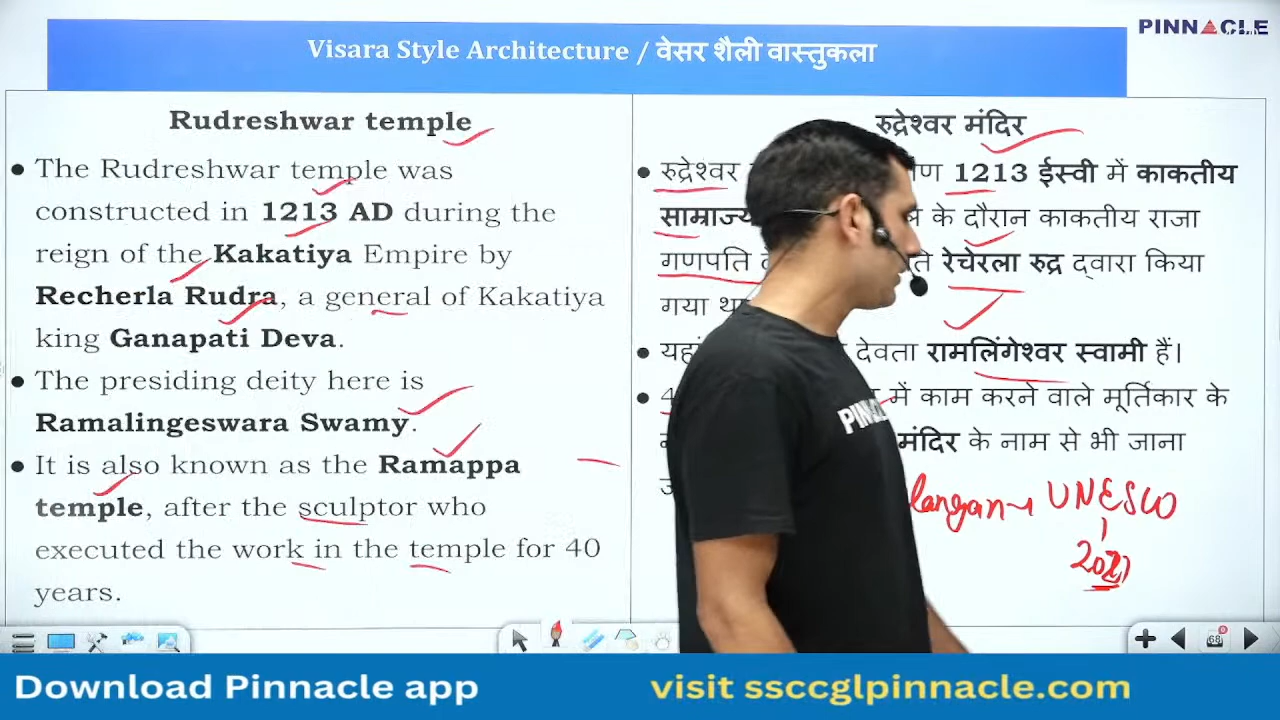 PINNACLE
Visara Style Architecture / वेसर शैली वास्तुकला
Rudreshwar temple
• The Rudreshwar temple was
constructed in 1213 AD during the
reign of the Kakatiya Empire by
Recherla Rudra, a general of Kakatiya
king Ganapati Deva.
• The presiding deity here is
Ramalingeswara Swamy.
• It is also known as the Ramappa
temple, after the sculptor who
executed the work in the temple for 40
years.
रुद्रेश्वर मंदिर
• रुद्रेश्वर 1213 ईस्वी में काकतीय
साम्राज्य के दौरान काकतीय राजा
गणपति रेचेरला रुद्र द्वारा किया
गया
• यहां देवता रामलिंगेश्वर स्वामी हैं।
• में काम करने वाले मूर्तिकार के
मंदिर के नाम से भी जाना
UNESCO
68
Download Pinnacle app
visit ssccglpinnacle.com